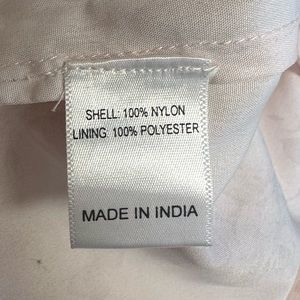 SHELL: 100% NYLON
LINING: 100% POLYESTER
MADE IN INDIA